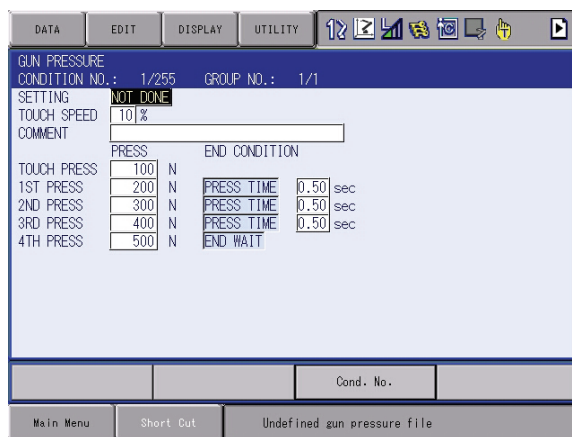 DATA EDIT DISPLAY UTILITY
GUN PRESSURE
CONDITION NO.: 1/255 GROUP NO.: 1/1
SETTING NOT DONE
TOUCH SPEED 10 %
COMMENT
PRESS END CONDITION
TOUCH PRESS 100 N
1ST PRESS 200 N PRESS TIME 0.50 sec
2ND PRESS 300 N PRESS TIME 0.50 sec
3RD PRESS 400 N PRESS TIME 0.50 sec
4TH PRESS 500 N END WAIT
Cond. No.
Main Menu Short Cut Undefined gun pressure file